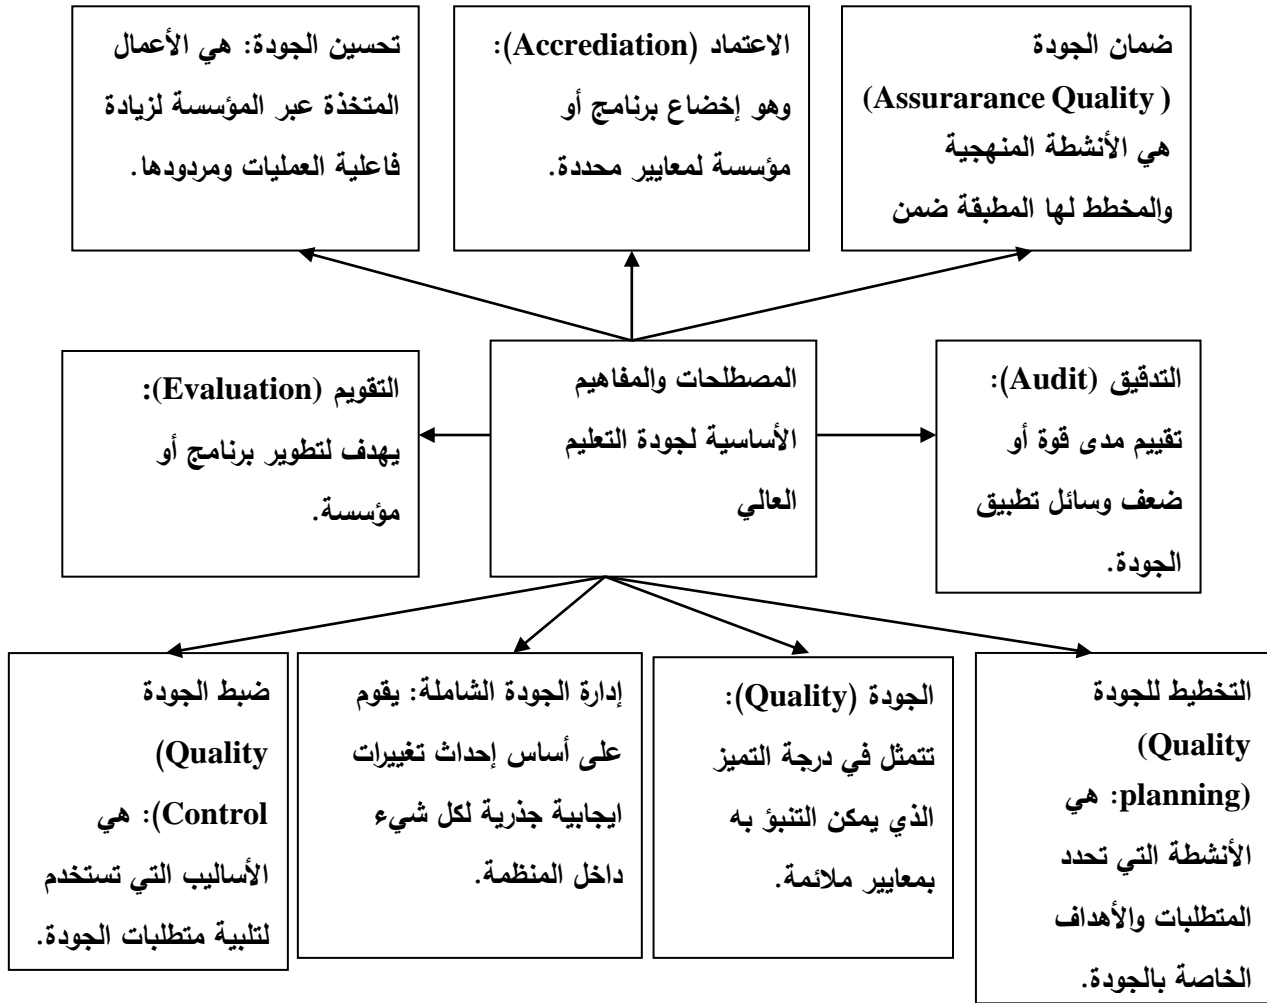 ضمان الجودة
(Assurarance Quality )
هي الأنشطة المنهجية
والمخطط لها المطبقة ضمن
الاعتماد (Accrediation):
وهو إخضاع برنامج أو
مؤسسة لمعايير محددة.
تحسين الجودة: هي الأعمال
المتخذة عبر المؤسسة لزيادة
فاعلية العمليات ومردودها.
التدقيق (Audit):
تقييم مدى قوة أو
ضعف وسائل تطبيق
الجودة.
المصطلحات والمفاهيم
الأساسية لجودة التعليم
العالي
التقويم (Evaluation):
يهدف لتطوير برنامج أو
مؤسسة.
التخطيط للجودة
(Quality
planning): هي
الأنشطة التي تحدد
المتطلبات والأهداف
الخاصة بالجودة.
الجودة (Quality):
تتمثل في درجة التميز
الذي يمكن التنبؤ به
بمعايير ملائمة.
إدارة الجودة الشاملة: يقوم
على أساس إحداث تغييرات
ايجابية جذرية لكل شيء
داخل المنظمة.
ضبط الجودة
(Quality
Control): هي
الأساليب التي تستخدم
لتلبية متطلبات الجودة.